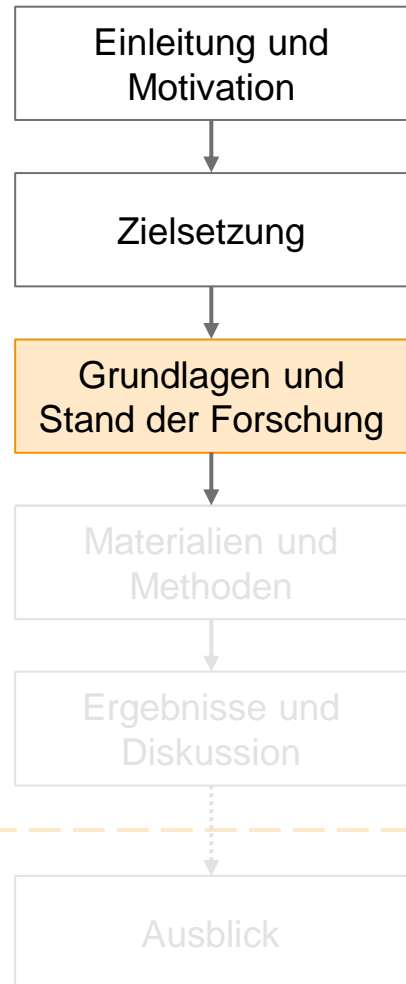 Einleitung und
Motivation
Zielsetzung
Grundlagen und
Stand der Forschung
Materialien und
Methoden
Ergebnisse und
Diskussion
Ausblick